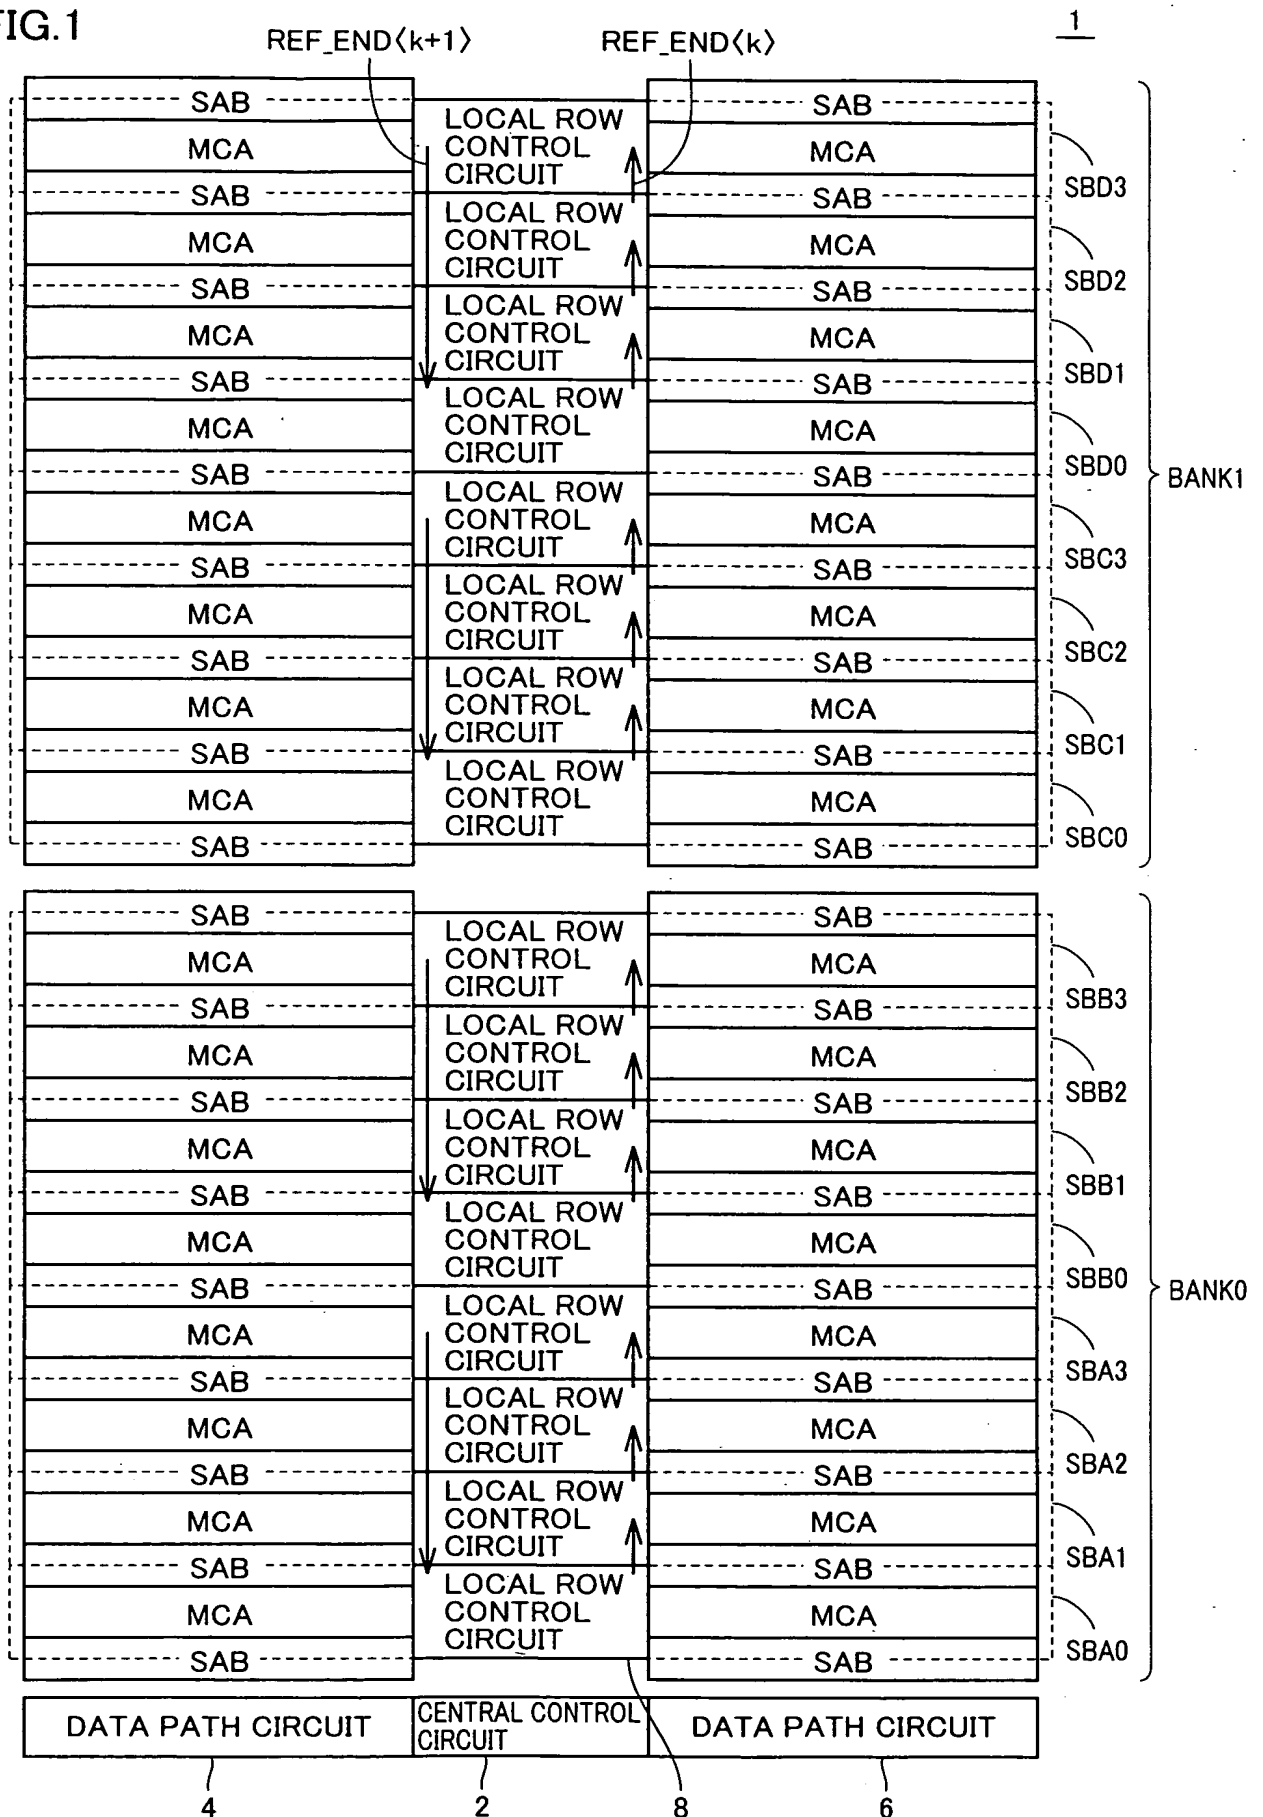 FIG.1
1
REF_END⟨k+1⟩ REF_END⟨k⟩
SAB SAB
LOCAL ROW
MCA CONTROL MCA
CIRCUIT SBD3
SAB SAB
LOCAL ROW
MCA CONTROL MCA
CIRCUIT SBD2
SAB SAB
LOCAL ROW
MCA CONTROL MCA
CIRCUIT SBD1
SAB SAB
LOCAL ROW
MCA CONTROL MCA
CIRCUIT SBD0
SAB SAB BANK1
LOCAL ROW
MCA CONTROL MCA
CIRCUIT SBC3
SAB SAB
LOCAL ROW
MCA CONTROL MCA
CIRCUIT SBC2
SAB SAB
LOCAL ROW
MCA CONTROL MCA
CIRCUIT SBC1
SAB SAB
LOCAL ROW
MCA CONTROL MCA
CIRCUIT SBC0
SAB SAB
SAB SAB
LOCAL ROW
MCA CONTROL MCA
CIRCUIT SBB3
SAB SAB
LOCAL ROW
MCA CONTROL MCA
CIRCUIT SBB2
SAB SAB
LOCAL ROW
MCA CONTROL MCA
CIRCUIT SBB1
SAB SAB
LOCAL ROW
MCA CONTROL MCA
CIRCUIT SBB0
SAB SAB BANK0
LOCAL ROW
MCA CONTROL MCA
CIRCUIT SBA3
SAB SAB
LOCAL ROW
MCA CONTROL MCA
CIRCUIT SBA2
SAB SAB
LOCAL ROW
MCA CONTROL MCA
CIRCUIT SBA1
SAB SAB
LOCAL ROW
MCA CONTROL MCA
CIRCUIT SBA0
SAB SAB
DATA PATH CIRCUIT
CENTRAL CONTROL
CIRCUIT
DATA PATH CIRCUIT
4 2 8 6